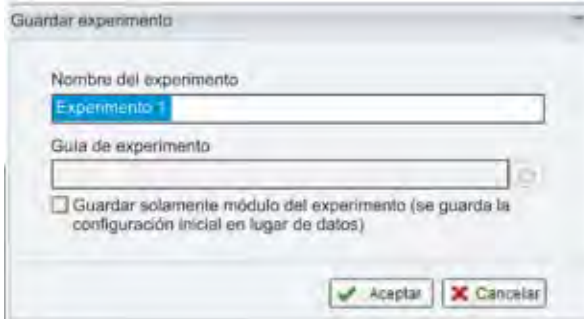 Guardar experimento
Nombre del experimento
Experimento 1
Guía de experimento
Guardar solamente módulo del experimento (se guarda la
configuración inicial en lugar de datos)
Aceptar
Cancelar